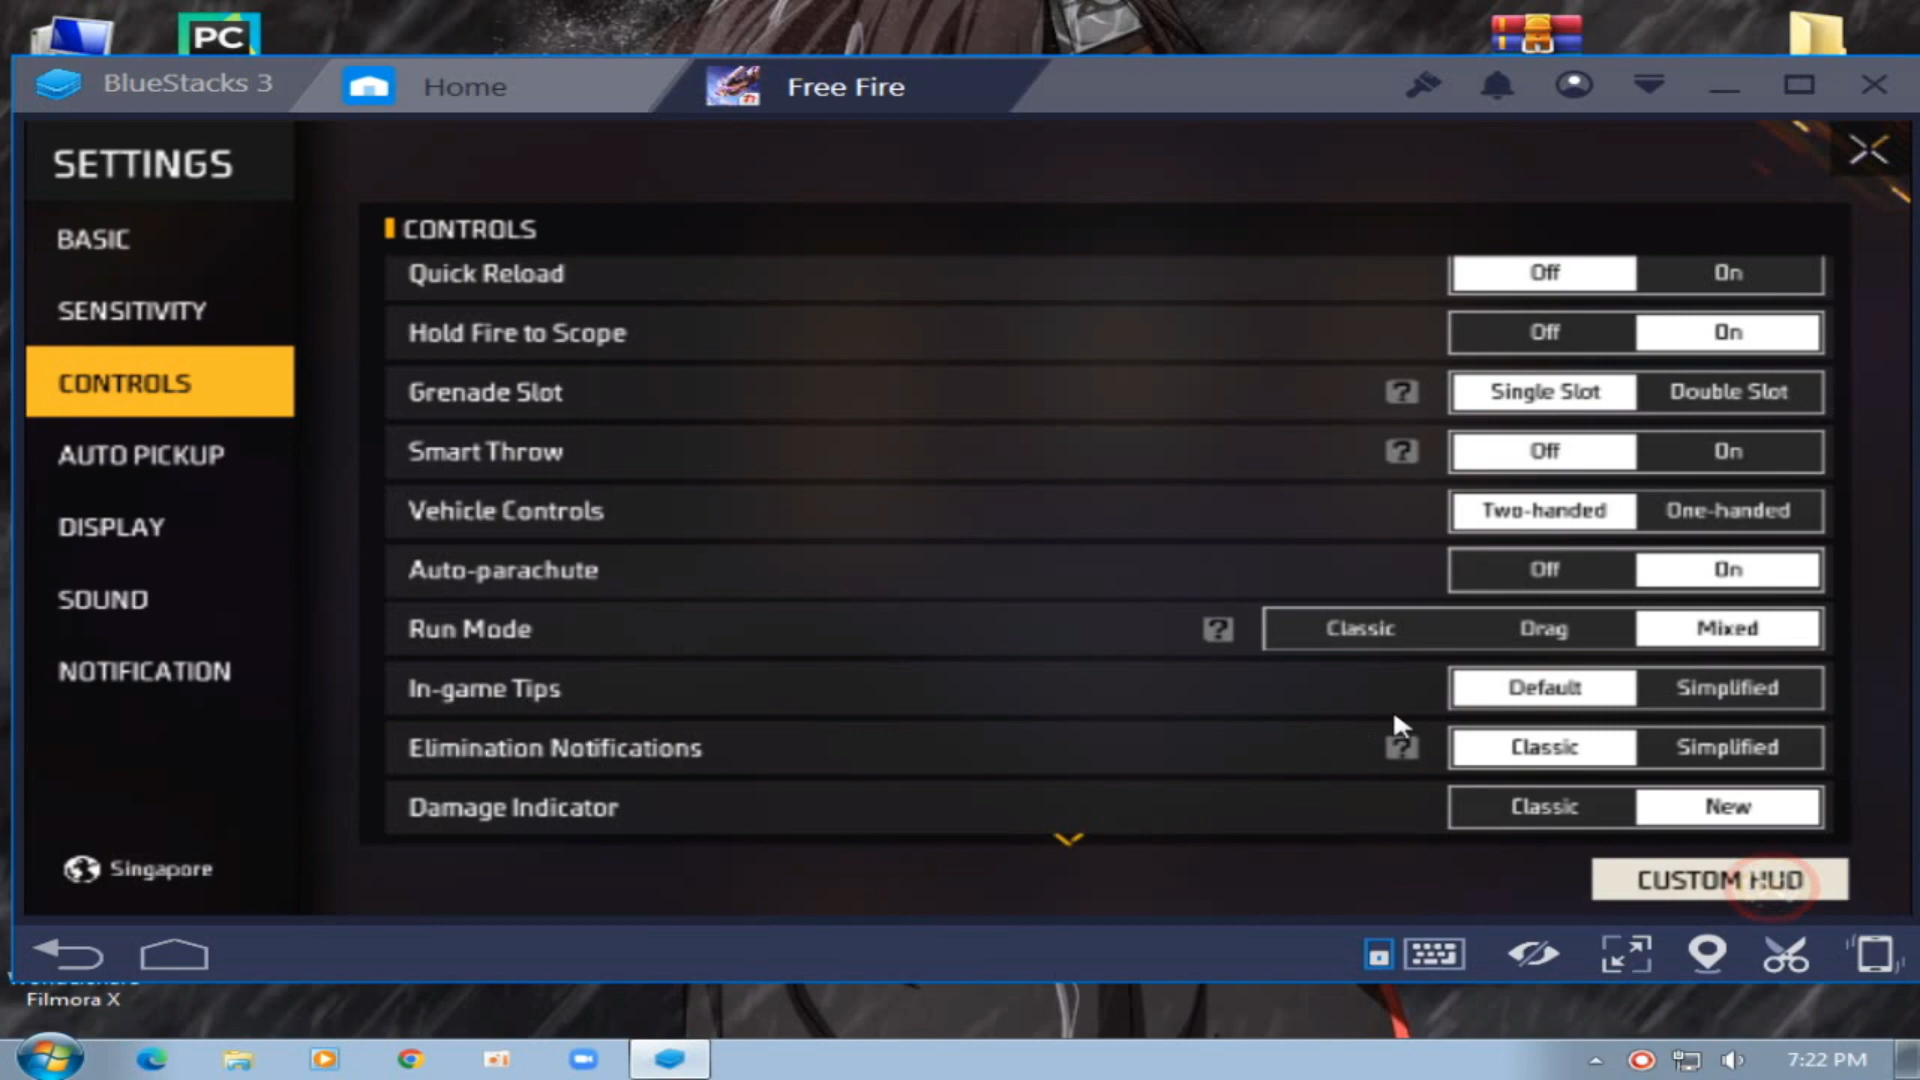 PC
BlueStacks 3
Home
Free Fire
SETTINGS
BASIC
SENSITIVITY
CONTROLS
AUTO PICKUP
DISPLAY
SOUND
NOTIFICATION
Singapore
CONTROLS
Quick Reload Off On
Hold Fire to Scope Off On
Grenade Slot ? Single Slot Double Slot
Smart Throw ? Off On
Vehicle Controls Two-handed One-handed
Auto-parachute Off On
Run Mode ? Classic Drag Mixed
In-game Tips Default Simplified
Elimination Notifications ? Classic Simplified
Damage Indicator Classic New
CUSTOM HUD
Filmora X
7:22 PM